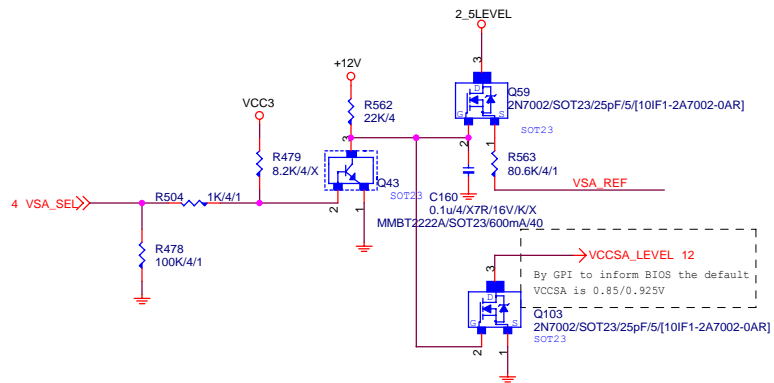 2_5LEVEL
+12V
3
Q59
2N7002/SOT23/25pF/5/[10IF1-2A7002-0AR]
D
G
S
SOT23
2
1
VCC3
R562
22K/4
3
R479
8.2K/4/X
Q43
SOT23
2
1
R563
80.6K/4/1
VSA_REF
C160
0.1u/4/X7R/16V/K/X
MMBT2222A/SOT23/600mA/40
4 VSA_SEL
R504 1K/4/1
R478
100K/4/1
VCCSA_LEVEL 12
3
By GPI to inform BIOS the default
VCCSA is 0.85/0.925V
D
G
S
Q103
2N7002/SOT23/25pF/5/[10IF1-2A7002-0AR]
SOT23
2
1